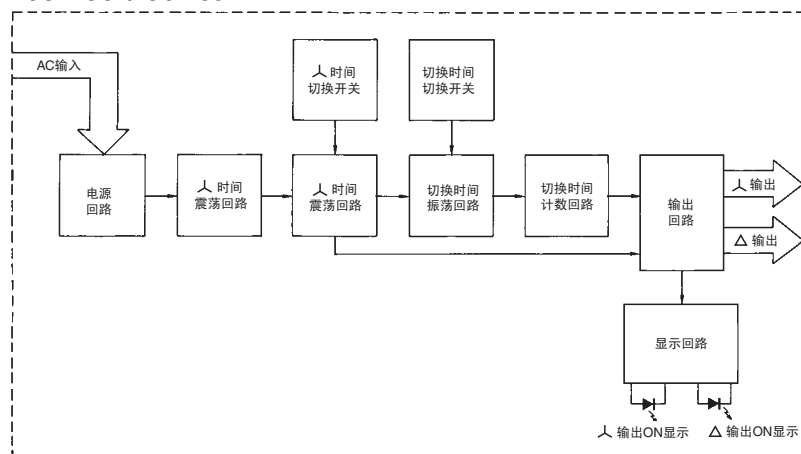 AC输入
人 时间
切换开关
切换时间
切换开关
电源
回路
人 时间
震荡回路
人 时间
震荡回路
切换时间
振荡回路
切换时间
计数回路
输出
回路
人 输出
△ 输出
显示回路
人 输出ON显示
△ 输出ON显示